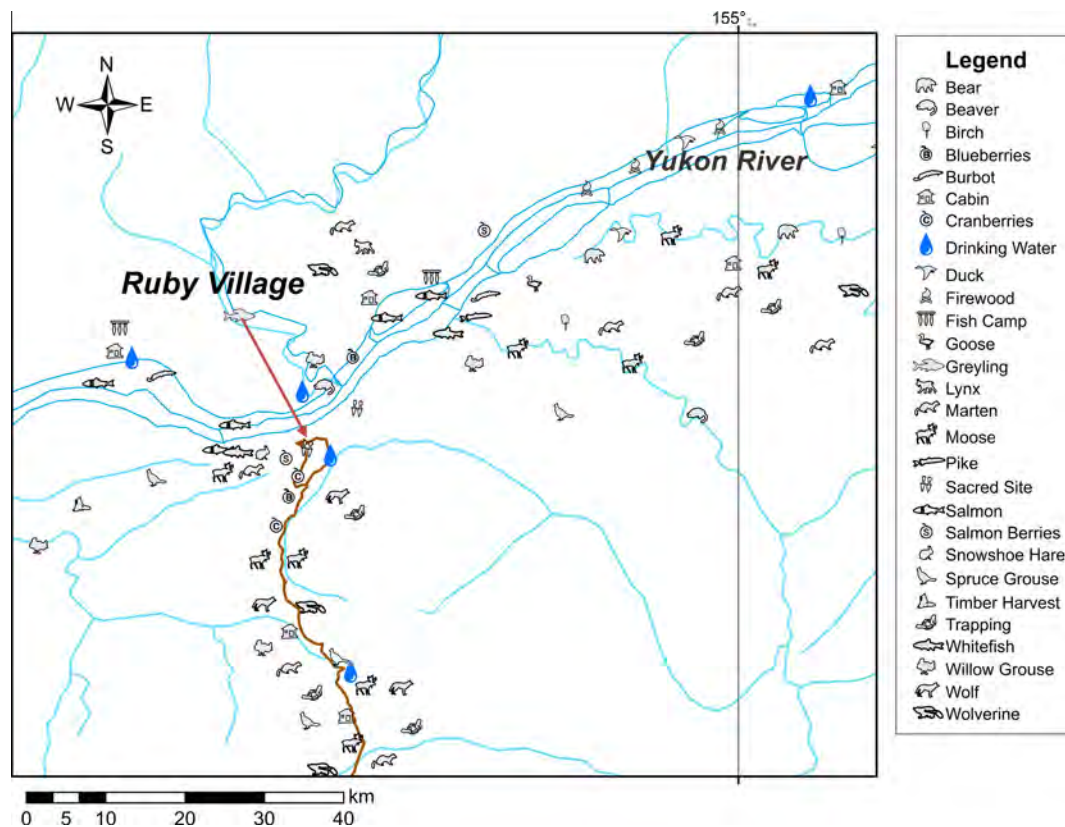 155°
N
W E
S
Yukon River
Ruby Village
Legend
Bear
Beaver
Birch
B Blueberries
Burbot
Cabin
C Cranberries
Drinking Water
Duck
Firewood
Fish Camp
Goose
Greyling
Lynx
Marten
Moose
Pike
Sacred Site
Salmon
S Salmon Berries
Snowshoe Hare
Spruce Grouse
Timber Harvest
Trapping
Whitefish
Willow Grouse
Wolf
Wolverine
S
B
S
C
B
C
km
0 5 10 20 30 40